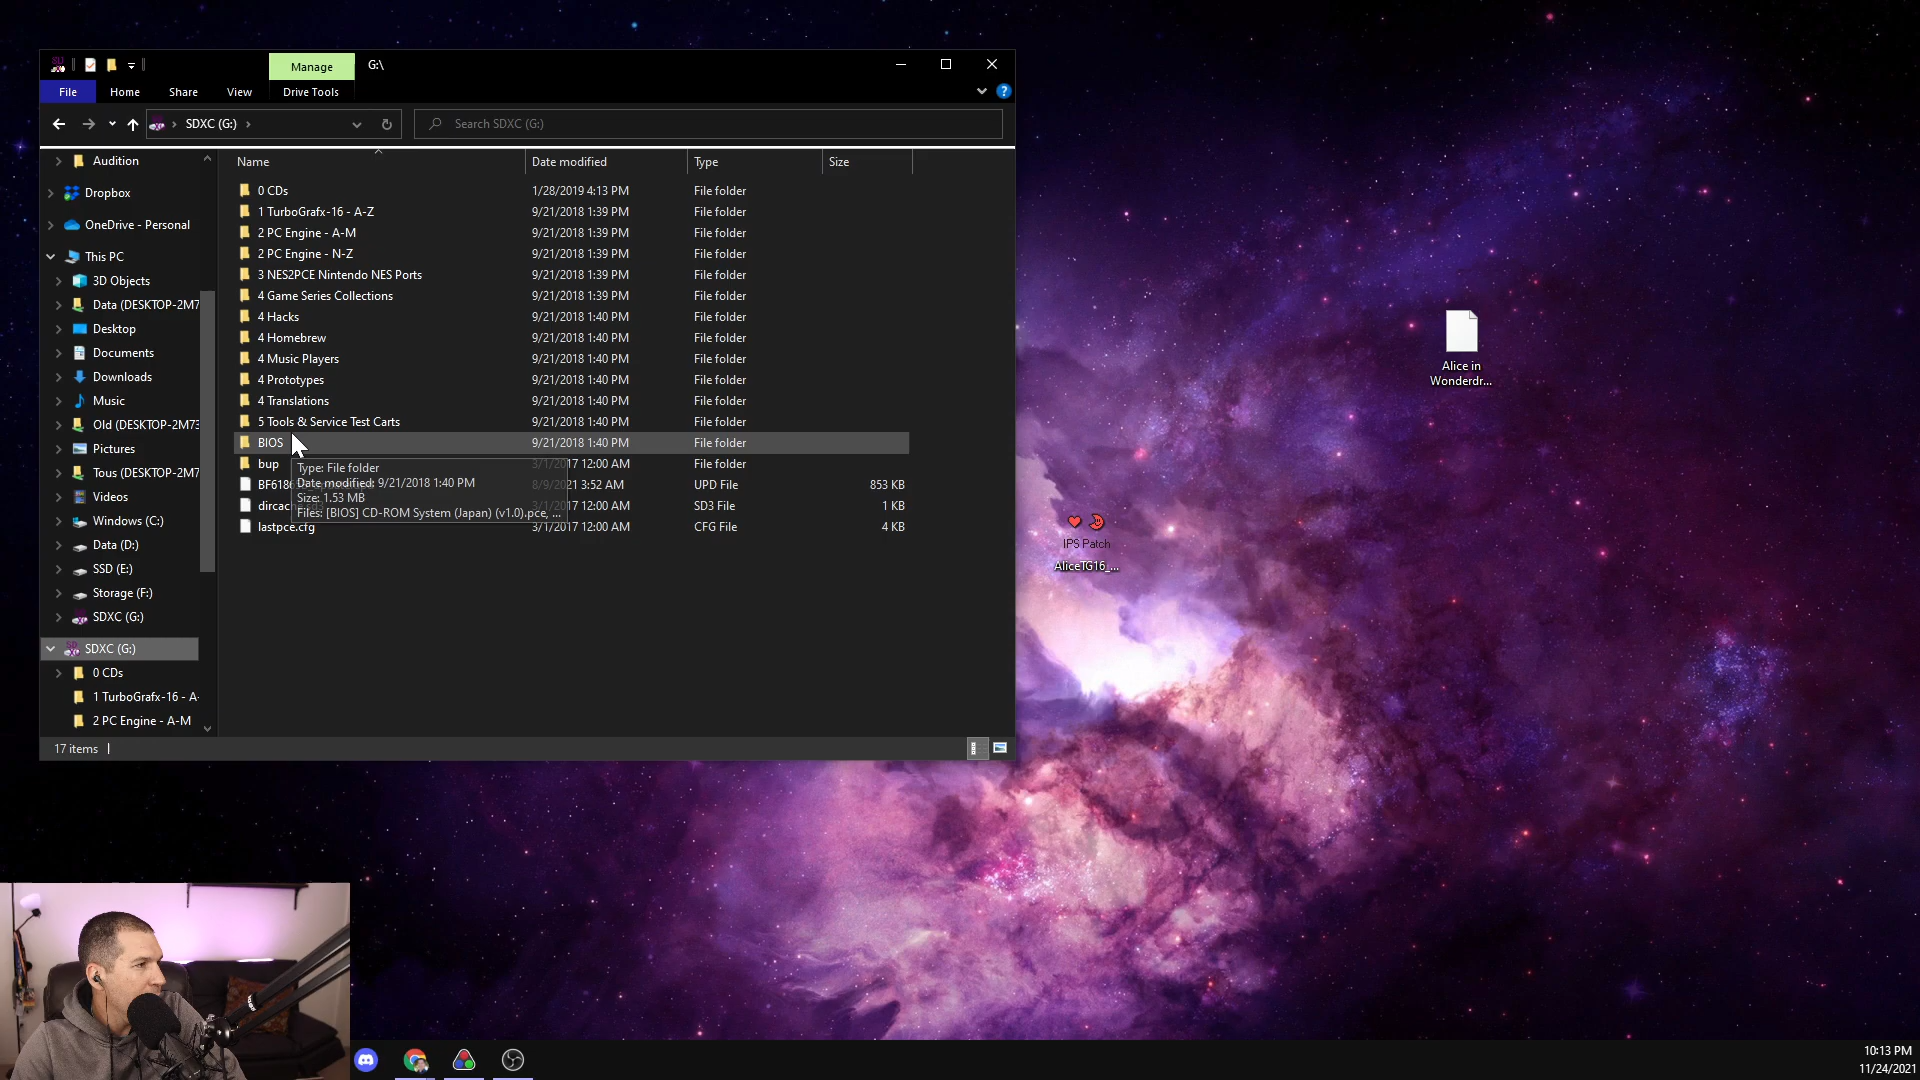 Manage
G:\
File
Home
Share
View
Drive Tools
SDXC (G:)
Search SDXC (G:)
Audition
Dropbox
OneDrive - Personal
This PC
3D Objects
Data (DESKTOP-2M7
Desktop
Documents
Downloads
Music
Old (DESKTOP-2M73
Pictures
Tous (DESKTOP-2M7
Videos
Windows (C:)
Data (D:)
SSD (E:)
Storage (F:)
SDXC (G:)
SDXC (G:)
0 CDs
1 TurboGrafx-16 - A-
2 PC Engine - A-M
Name Date modified Type Size
0 CDs 1/28/2019 4:13 PM File folder
1 TurboGrafx-16 - A-Z 9/21/2018 1:39 PM File folder
2 PC Engine - A-M 9/21/2018 1:39 PM File folder
2 PC Engine - N-Z 9/21/2018 1:39 PM File folder
3 NES2PCE Nintendo NES Ports 9/21/2018 1:39 PM File folder
4 Game Series Collections 9/21/2018 1:39 PM File folder
4 Hacks 9/21/2018 1:40 PM File folder
4 Homebrew 9/21/2018 1:40 PM File folder
4 Music Players 9/21/2018 1:40 PM File folder
4 Prototypes 9/21/2018 1:40 PM File folder
4 Translations 9/21/2018 1:40 PM File folder
5 Tools & Service Test Carts 9/21/2018 1:40 PM File folder
BIOS 9/21/2018 1:40 PM File folder
bup 3/1/2017 12:00 AM File folder
8/9/2021 3:52 AM UPD File 853 KB
3/1/2017 12:00 AM SD3 File 1 KB
lastpce.cfg 3/1/2017 12:00 AM CFG File 4 KB
Type: File folder
Date modified: 9/21/2018 1:40 PM
Size: 1.53 MB
Files: [BIOS] CD-ROM System (Japan) (v1.0).pce, ...
17 items
Alice in
Wonderdr...
IPS Patch
AliceTG16_...
10:13 PM
11/24/2021